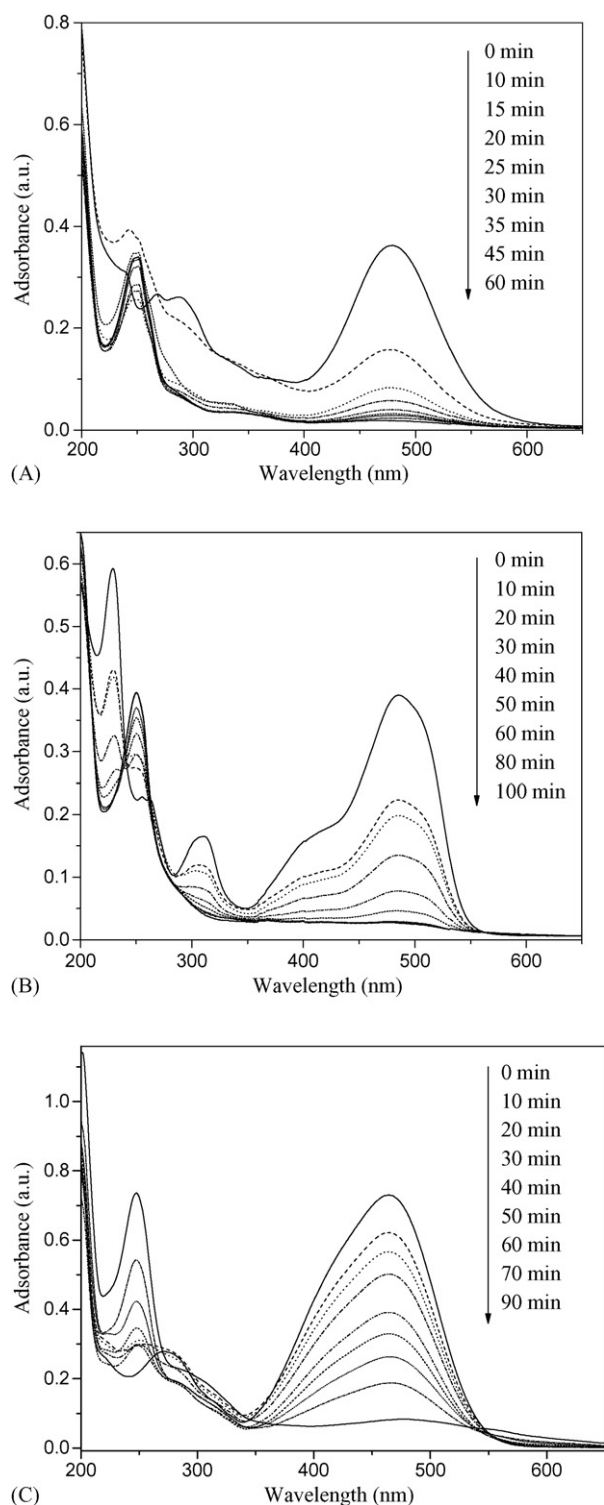 0.8
0.6
0.4
0.2
0.0
Absorbance (a.u.)
0 min
10 min
15 min
20 min
25 min
30 min
35 min
45 min
60 min
200 300 400 500 600
Wavelength (nm)
(A)
0.6
0.5
0.4
0.3
0.2
0.1
0.0
Absorbance (a.u.)
0 min
10 min
20 min
30 min
40 min
50 min
60 min
80 min
100 min
200 300 400 500 600
Wavelength (nm)
(B)
1.0
0.8
0.6
0.4
0.2
0.0
Absorbance (a.u.)
0 min
10 min
20 min
30 min
40 min
50 min
60 min
70 min
90 min
200 300 400 500 600
Wavelength (nm)
(C)